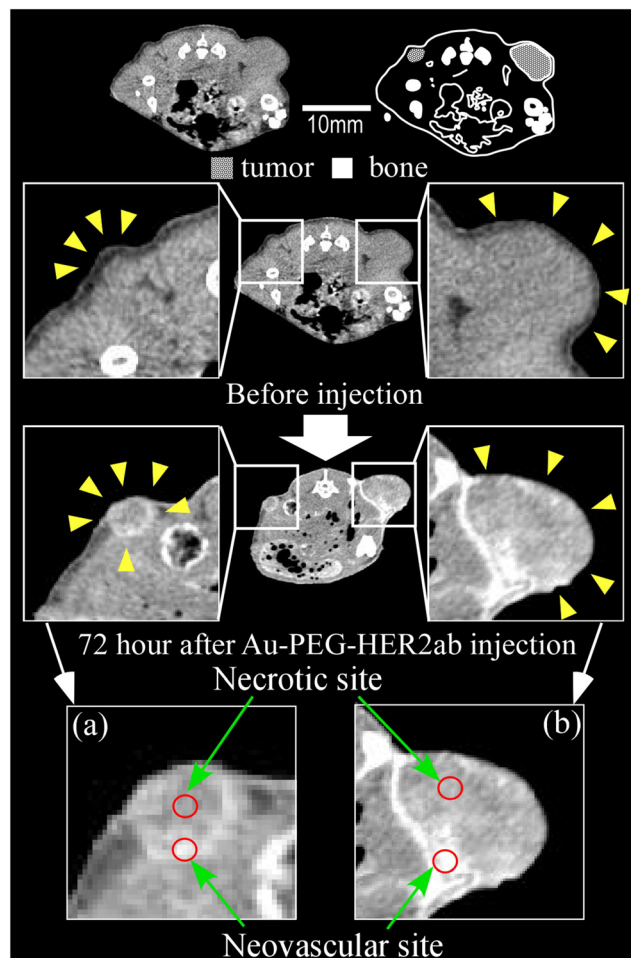 10mm
tumor bone
Before injection
72 hour after Au-PEG-HER2ab injection
Necrotic site
(a) (b)
Neovascular site